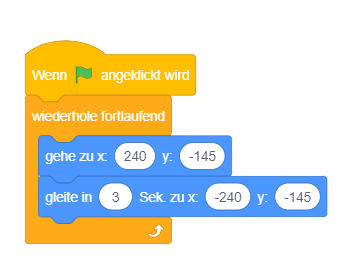 Wenn angeklickt wird
wiederhole fortlaufend
gehe zu x: 240 y: -145
gleite in 3 Sek. zu x: -240 y: -145